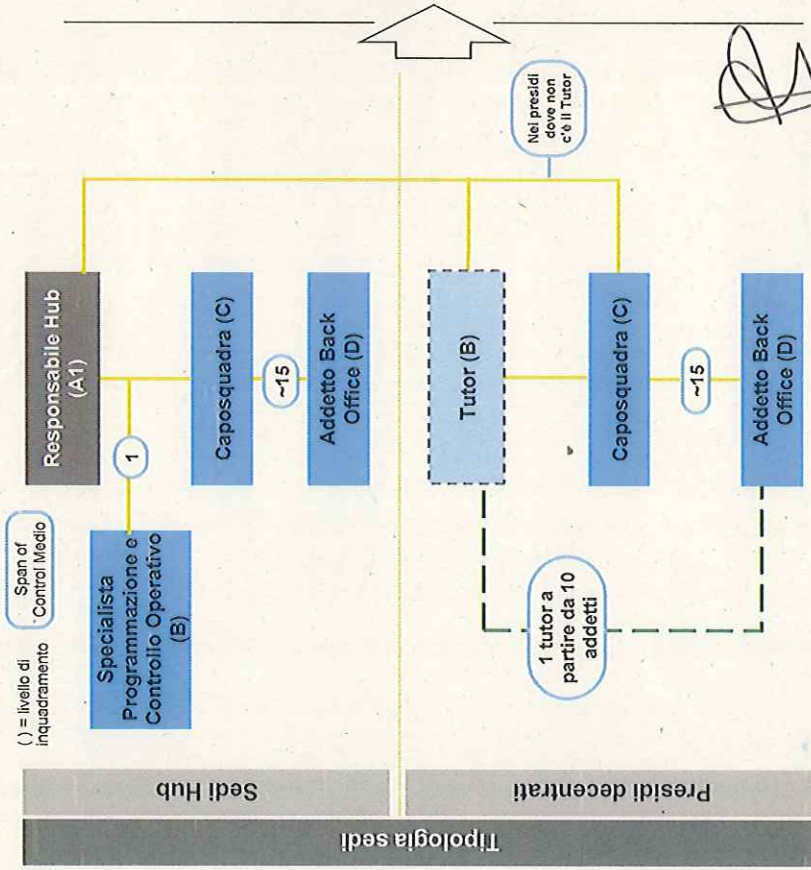 ( ) = livello di
inquadramento
Span of
Control Medio
Tipologia sedi
Sedi Hub
Responsabile Hub
(A1)
1
Specialista
Programmazione e
Controllo Operativo
(B)
Caposquadra (C)
~15
Addetto Back
Office (D)
Presidi decentrati
Nei presidi
dove non
c'è il Tutor
Tutor (B)
1 tutor a
partire da 10
addetti
Caposquadra (C)
~15
Addetto Back
Office (D)